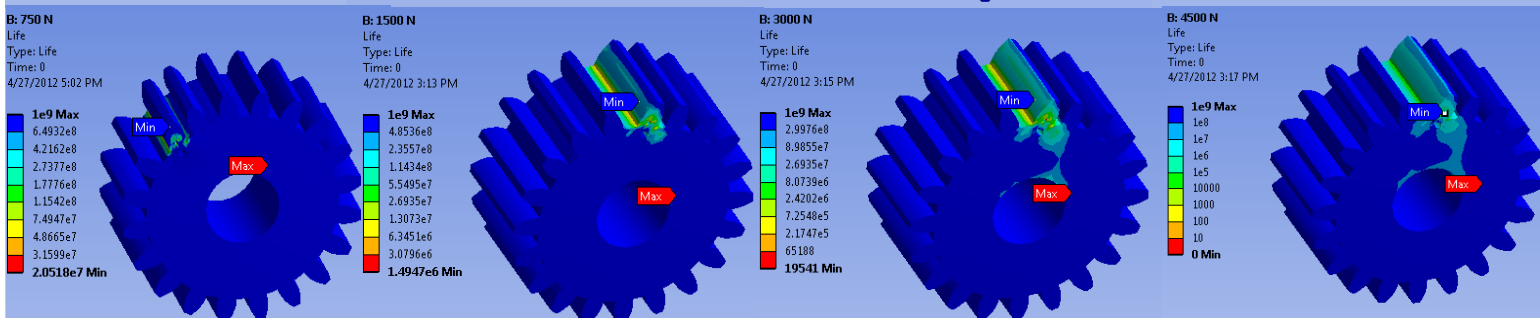 B: 750 N
Life
Type: Life
Time: 0
4/27/2012 5:02 PM
1e9 Max
6.4932e8
4.2162e8
2.7377e8
1.7776e8
1.1542e8
7.4947e7
4.8665e7
3.1599e7
2.0518e7 Min
Min
Max
B: 1500 N
Life
Type: Life
Time: 0
4/27/2012 3:13 PM
1e9 Max
4.8536e8
2.3557e8
1.1434e8
5.5495e7
2.6935e7
1.3073e7
6.3451e6
3.0796e6
1.4947e6 Min
Min
Max
B: 3000 N
Life
Type: Life
Time: 0
4/27/2012 3:15 PM
1e9 Max
2.9976e8
8.9855e7
2.6935e7
8.0739e6
2.4202e6
7.2548e5
2.1747e5
65188
19541 Min
Min
Max
B: 4500 N
Life
Type: Life
Time: 0
4/27/2012 3:17 PM
1e9 Max
1e8
1e7
1e6
1e5
10000
1000
100
10
0 Min
Min
Max